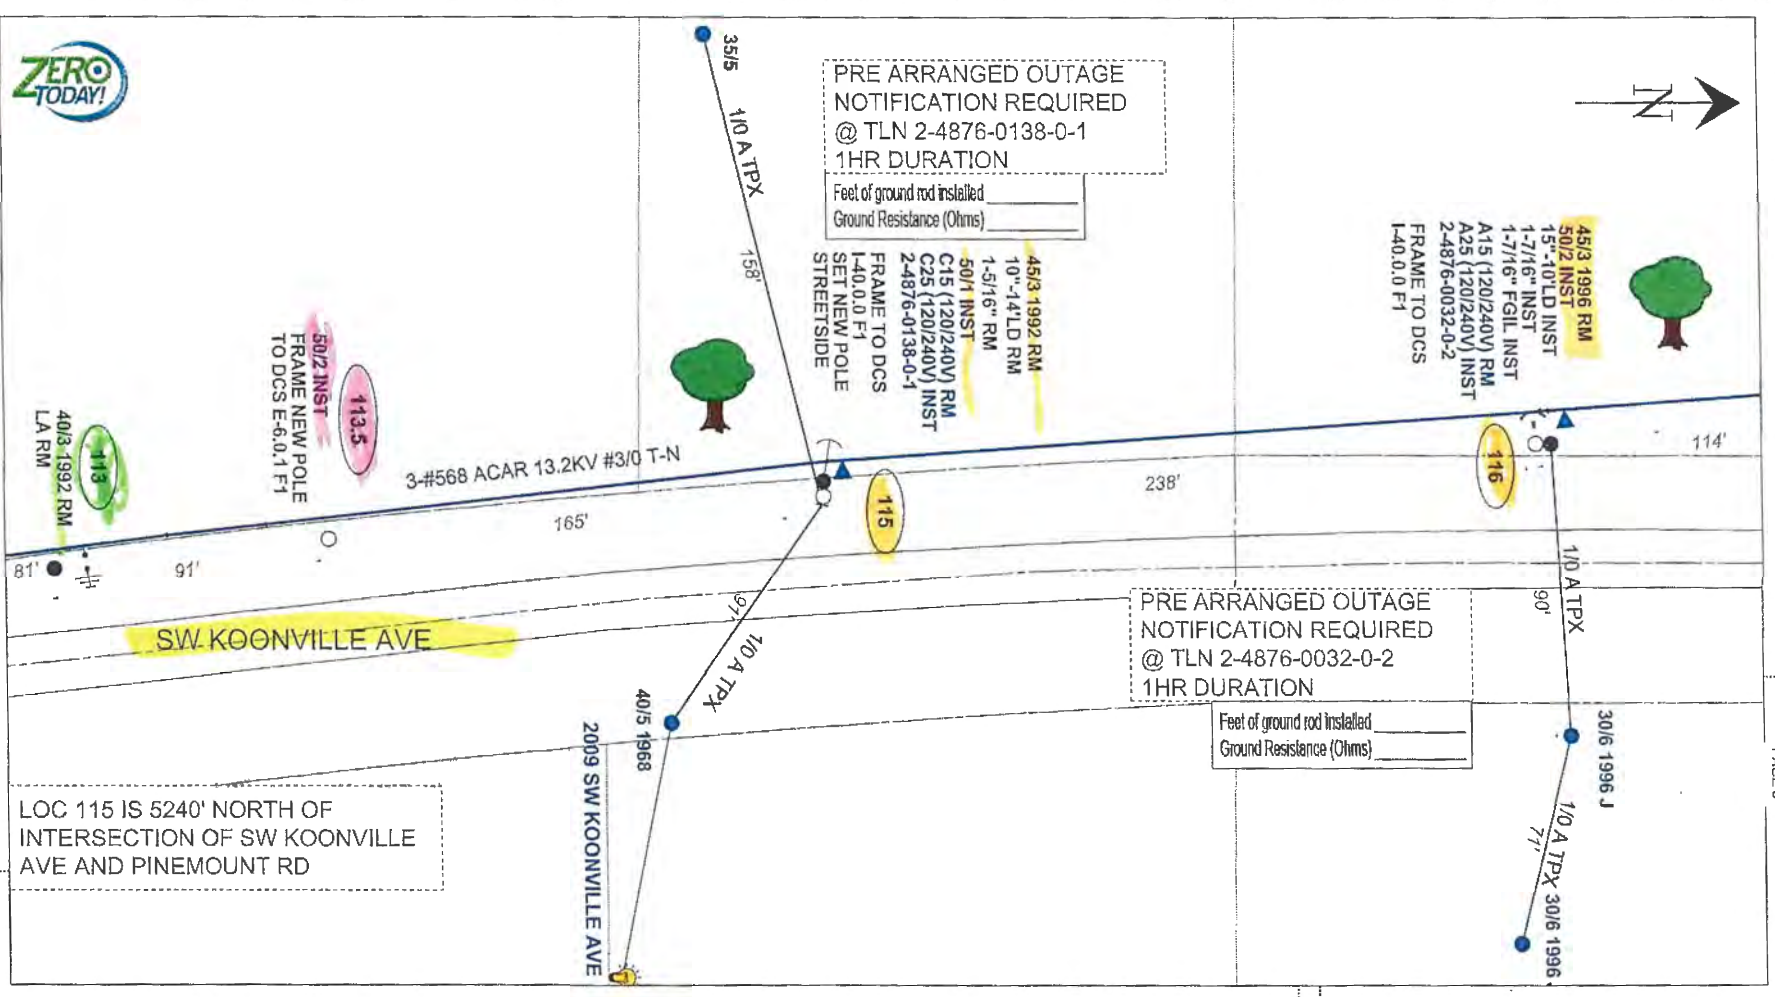 ZERO
TODAY!
35/5
1/0 A TPX
158'
PRE ARRANGED OUTAGE
NOTIFICATION REQUIRED
@ TLN 2-4876-0138-0-1
1HR DURATION
Feet of ground rod installed
Ground Resistance (Ohms)
N
45/3 1992 RM
10"-14'LD RM
1-5/16" RM
50/1 INST
C15 (120/240V) RM
C25 (120/240V) INST
2-4876-0138-0-1
FRAME TO DCS
I-40.0.0 F1
SET NEW POLE
STREETSIDE
45/3 1996 RM
50/2 INST
15"-10'LD INST
1-7/16" INST
1-7/16" FGIL INST
A15 (120/240V) RM
A25 (120/240V) INST
2-4876-0032-0-2
FRAME TO DCS
I-40.0.0 F1
113.5
50/2 INST
FRAME NEW POLE
TO DCS E-6.0.1 F1
113
40/3 1992 RM
LA RM
3-#568 ACAR 13.2KV #3/0 T-N
115
116
114'
238'
165'
91'
81'
SW KOONVILLE AVE
91'
1/0 A TPX
1/0 A TPX
90'
PRE ARRANGED OUTAGE
NOTIFICATION REQUIRED
@ TLN 2-4876-0032-0-2
1HR DURATION
Feet of ground rod installed
Ground Resistance (Ohms)
40/5 1968
2009 SW KOONVILLE AVE
30/6 1996 J
1/0 A TPX
71'
30/6 1996
LOC 115 IS 5240' NORTH OF
INTERSECTION OF SW KOONVILLE
AVE AND PINEMOUNT RD